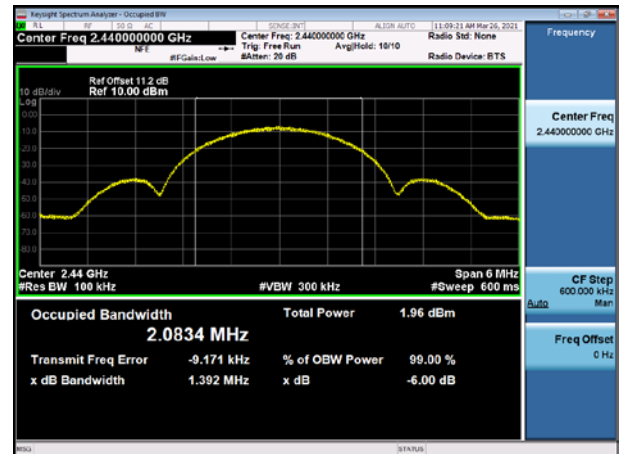 Keysight Spectrum Analyzer - Occupied BW
RL RF 50 Ω AC SENSE:INT ALIGN AUTO 11:09:21 AM Mar 26, 2021
Center Freq 2.440000000 GHz Center Freq: 2.440000000 GHz Radio Std: None Frequency
NFE Trig: Free Run Avg|Hold: 10/10
#IFGain:Low #Atten: 20 dB Radio Device: BTS
Ref Offset 11.2 dB
10 dB/div Ref 10.00 dBm
Log
0.00
10.0
20.0
30.0
40.0
50.0
60.0
70.0
80.0
Center Freq
2.440000000 GHz
Center 2.44 GHz Span 6 MHz
#Res BW 100 kHz #VBW 300 kHz #Sweep 600 ms
CF Step
600.000 kHz
Auto Man
Occupied Bandwidth Total Power 1.96 dBm
2.0834 MHz
Freq Offset
0 Hz
Transmit Freq Error -9.171 kHz % of OBW Power 99.00 %
x dB Bandwidth 1.392 MHz x dB -6.00 dB
MSG STATUS